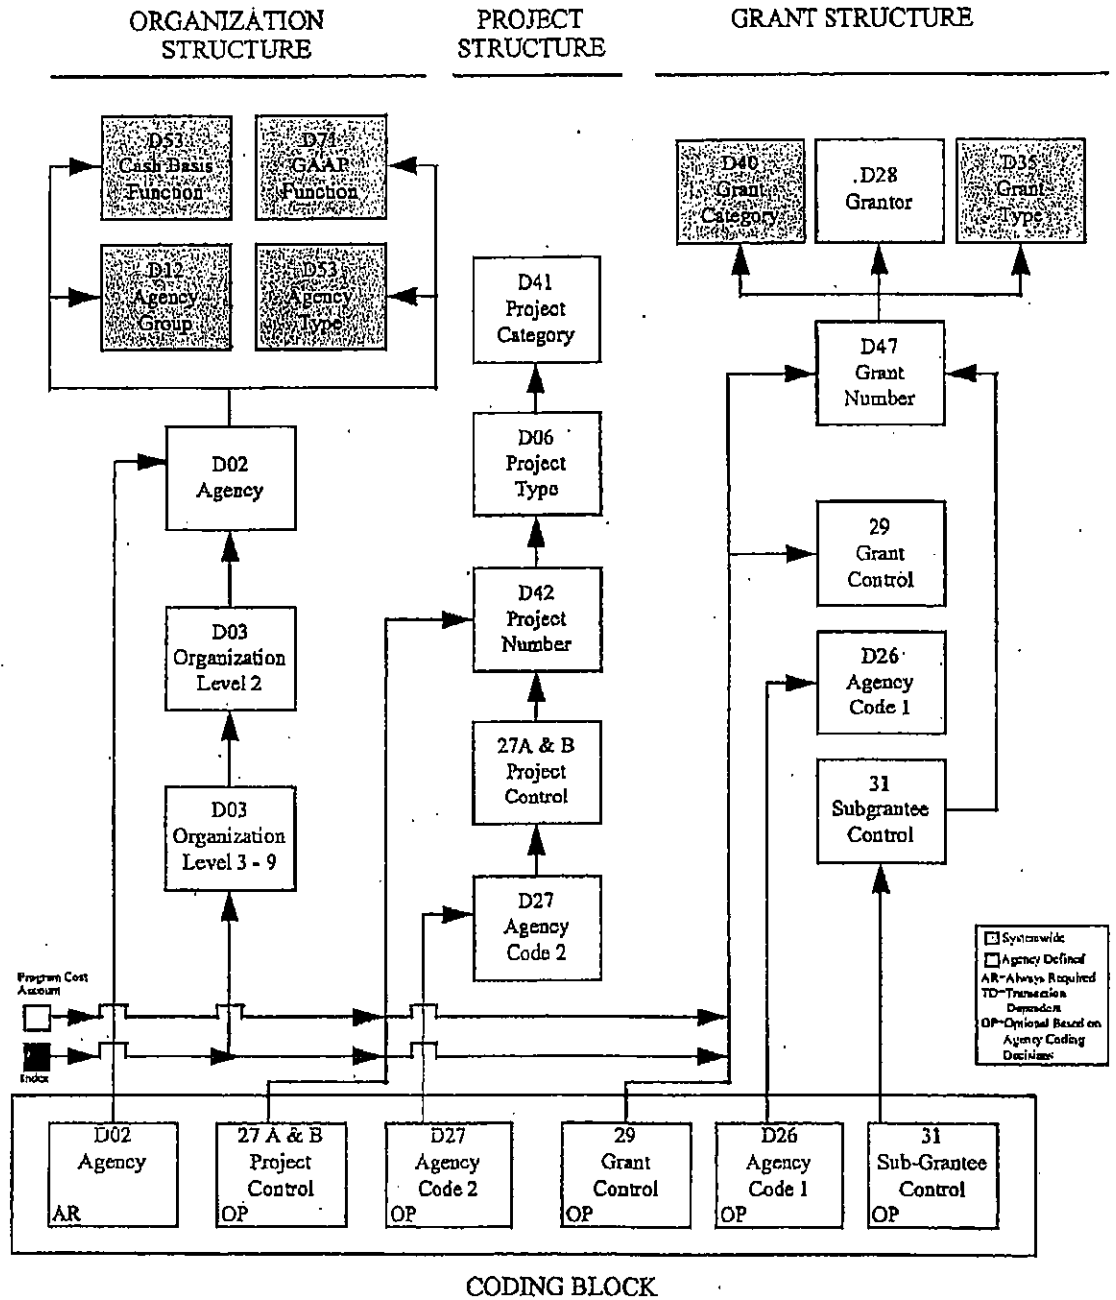 ORGANIZATION
STRUCTURE
PROJECT
STRUCTURE
GRANT STRUCTURE
D53
Cash Basis
Function
D71
GAAP
Function
D12
Agency
Group
D53
Agency
Type
D02
Agency
D03
Organization
Level 2
D03
Organization
Level 3 - 9
D41
Project
Category
D06
Project
Type
D42
Project
Number
27A & B
Project
Control
D27
Agency
Code 2
D40
Grant
Category
D28
Grantor
D35
Grant
Type
D47
Grant
Number
29
Grant
Control
D26
Agency
Code 1
31
Subgrantee
Control
Systemwide
Agency Defined
AR=Always Required
TD=Transaction
Dependent
OP=Optional Based on
Agency Coding
Decisions
Program Cost
Account
Index
D02
Agency
AR
27 A & B
Project
Control
OP
D27
Agency
Code 2
OP
29
Grant
Control
OP
D26
Agency
Code 1
OP
31
Sub-Grantee
Control
OP
CODING BLOCK